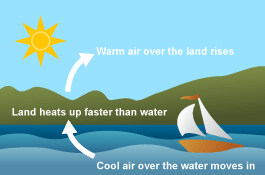 Warm air over the land rises
Land heats up faster than water
Cool air over the water moves in